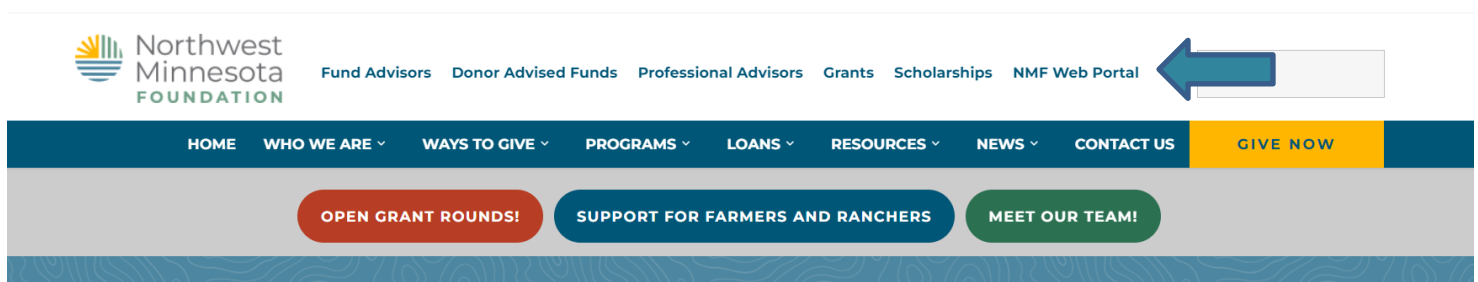 Northwest
Minnesota
FOUNDATION
Fund Advisors Donor Advised Funds Professional Advisors Grants Scholarships NMF Web Portal
HOME WHO WE ARE WAYS TO GIVE PROGRAMS LOANS RESOURCES NEWS CONTACT US GIVE NOW
OPEN GRANT ROUNDS! SUPPORT FOR FARMERS AND RANCHERS MEET OUR TEAM!